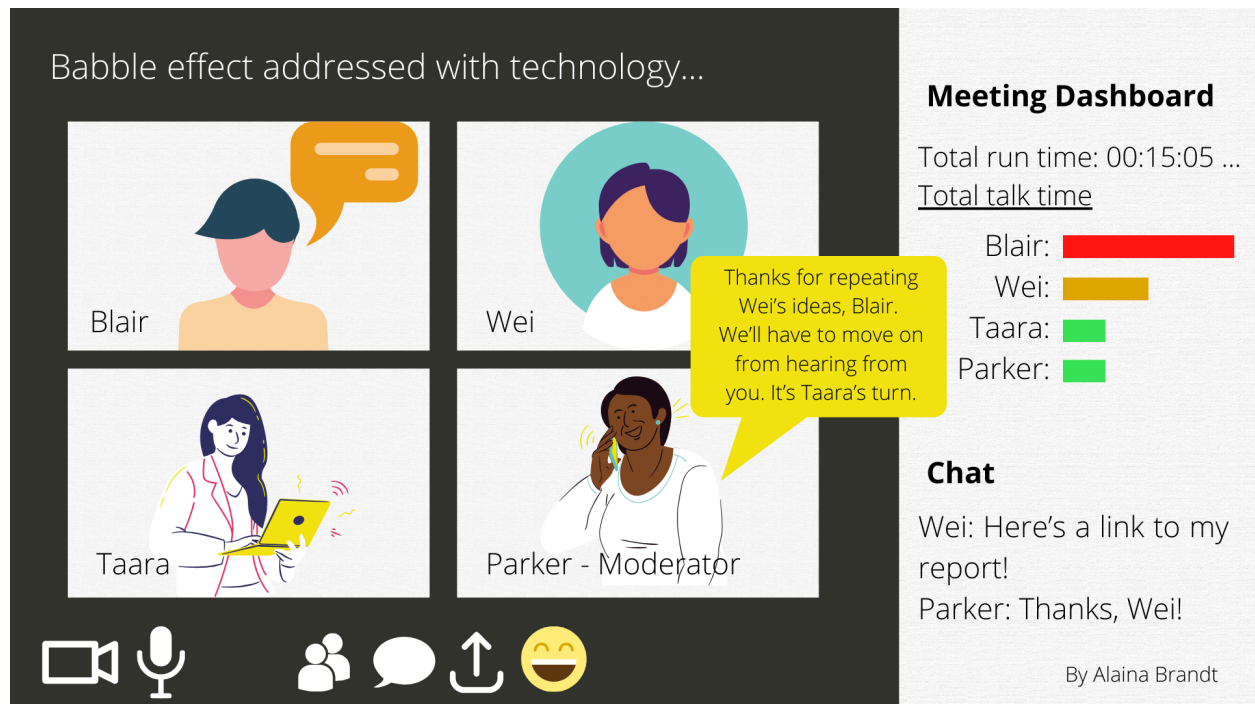 Babble effect addressed with technology...
Blair
Wei
Thanks for repeating
Wei's ideas, Blair.
We'll have to move on
from hearing from
you. It's Taara's turn.
Taara
Parker - Moderator
Meeting Dashboard
Total run time: 00:15:05 ...
Total talk time
Blair:
Wei:
Taara:
Parker:
Chat
Wei: Here's a link to my
report!
Parker: Thanks, Wei!
By Alaina Brandt